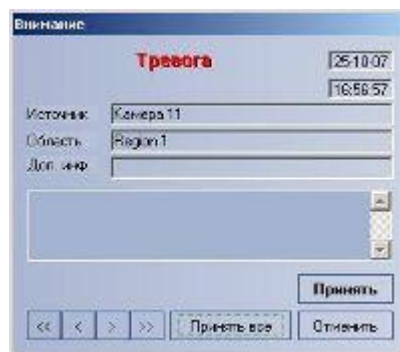 Внимание
Тревога
25-10-07
16:56:57
Источник Камера 11
Область Region 1
Доп. инф.
Принять
<< < > >> Принять все Отменить